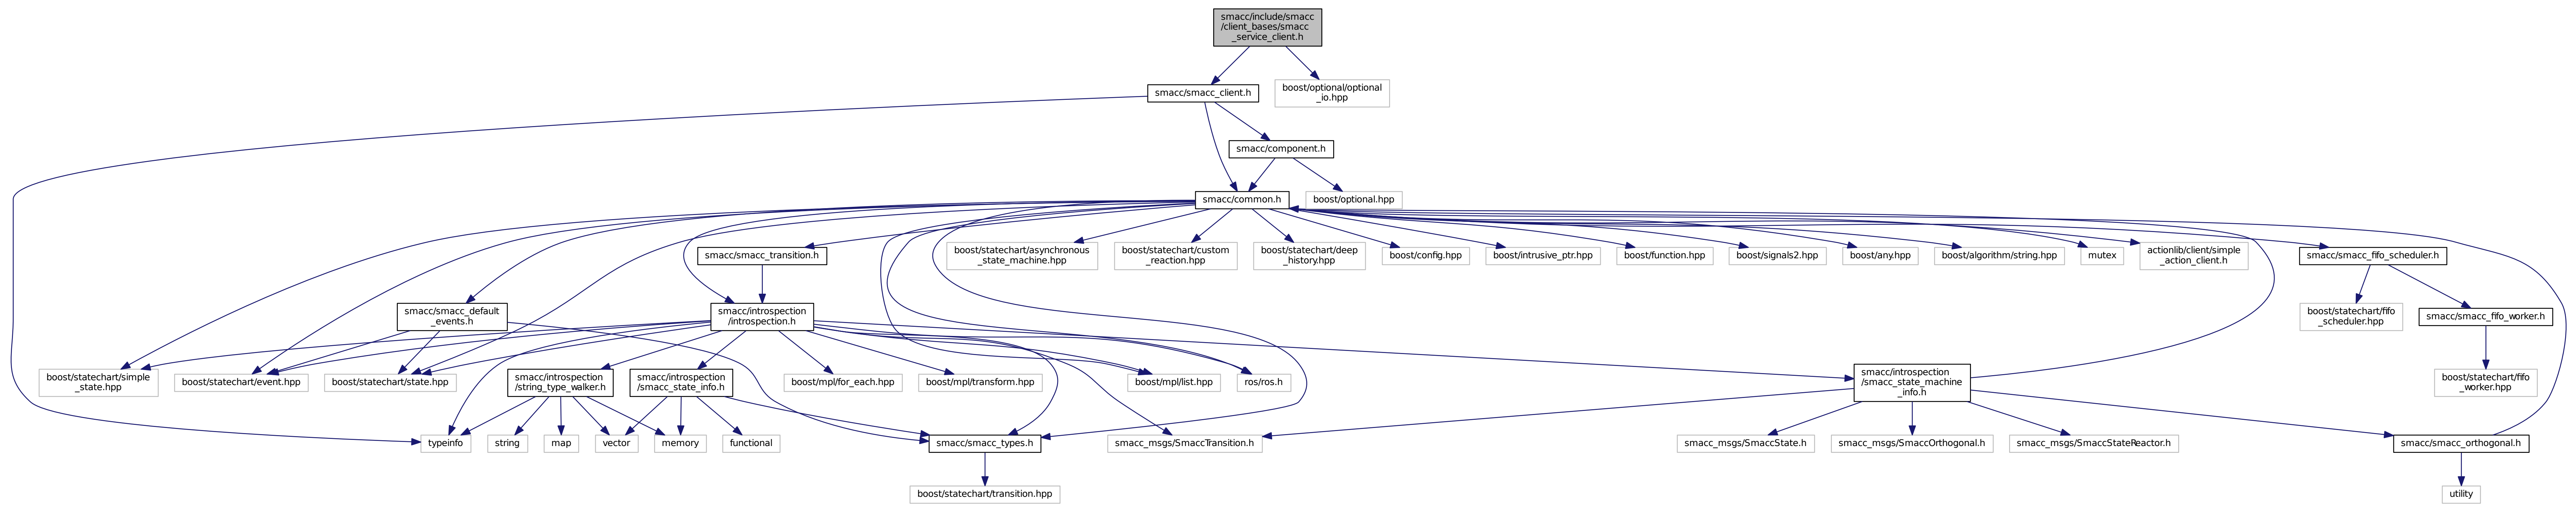 smacc/include/smacc
/client_bases/smacc
_service_client.h
smacc/smacc_client.h
boost/optional/optional
_io.hpp
smacc/component.h
smacc/common.h
boost/optional.hpp
smacc/smacc_transition.h
boost/statechart/asynchronous
_state_machine.hpp
boost/statechart/custom
_reaction.hpp
boost/statechart/deep
_history.hpp
boost/config.hpp
boost/intrusive_ptr.hpp
boost/function.hpp
boost/signals2.hpp
boost/any.hpp
boost/algorithm/string.hpp
mutex
actionlib/client/simple
_action_client.h
smacc/smacc_fifo_scheduler.h
smacc/smacc_default
_events.h
smacc/introspection
/introspection.h
boost/statechart/fifo
_scheduler.hpp
smacc/smacc_fifo_worker.h
boost/statechart/simple
_state.hpp
boost/statechart/event.hpp
boost/statechart/state.hpp
smacc/introspection
/string_type_walker.h
smacc/introspection
/smacc_state_info.h
boost/mpl/for_each.hpp
boost/mpl/transform.hpp
boost/mpl/list.hpp
ros/ros.h
smacc/introspection
/smacc_state_machine
_info.h
boost/statechart/fifo
_worker.hpp
typeinfo
string
map
vector
memory
functional
smacc/smacc_types.h
smacc_msgs/SmaccTransition.h
smacc_msgs/SmaccState.h
smacc_msgs/SmaccOrthogonal.h
smacc_msgs/SmaccStateReactor.h
smacc/smacc_orthogonal.h
boost/statechart/transition.hpp
utility